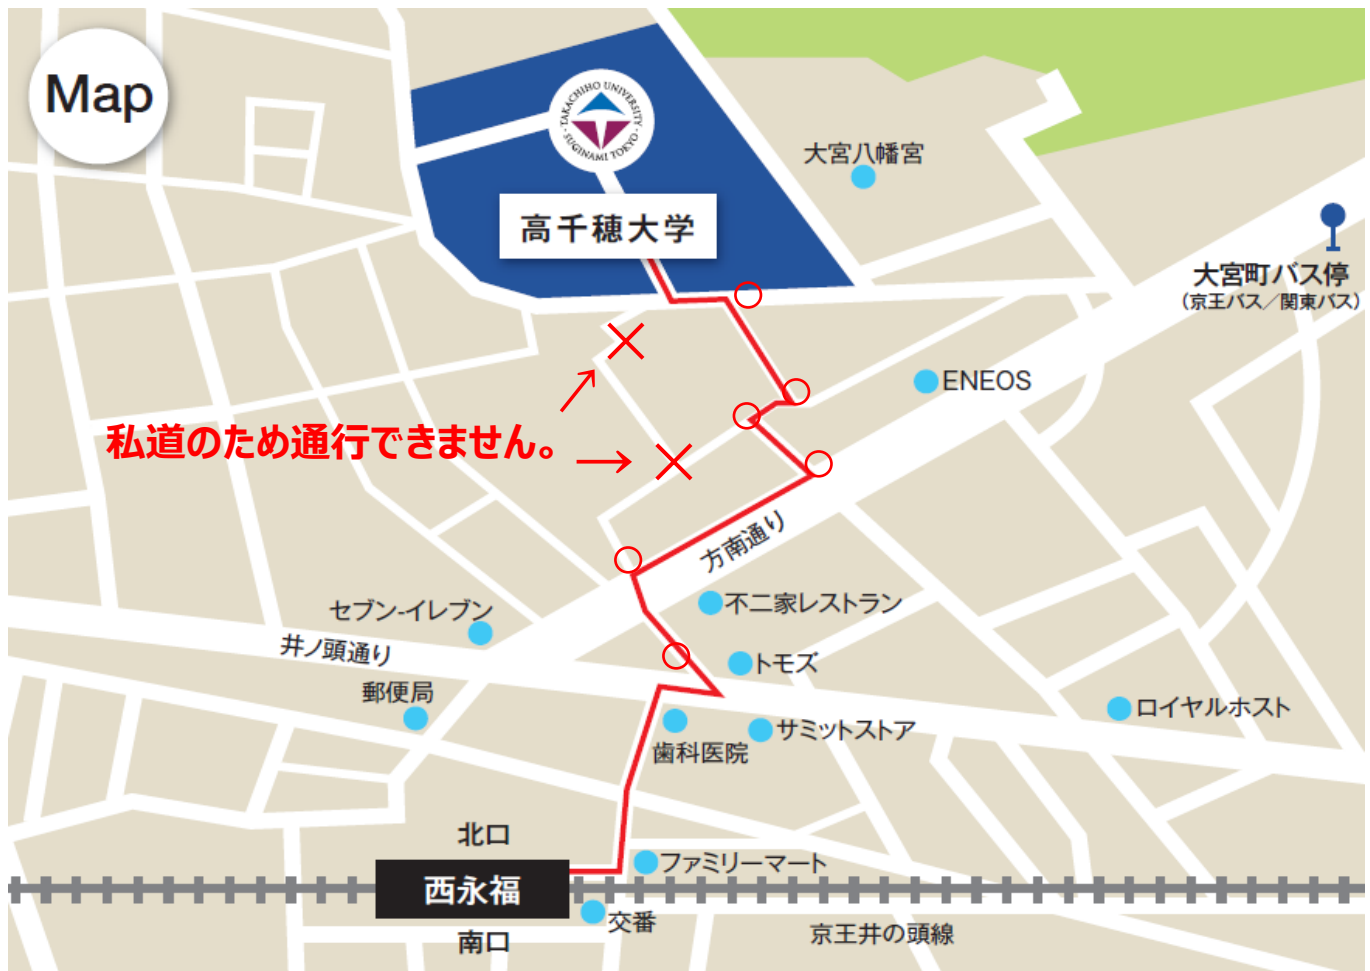 Map
TAKACHIHO UNIVERSITY
SUGINAMI TOKYO
高千穂大学
大宮八幡宮
大宮町バス停
(京王バス/関東バス)
ENEOS
私道のため通行できません。
方南通り
不二家レストラン
セブン-イレブン
井ノ頭通り
トモズ
郵便局
ロイヤルホスト
サミットストア
歯科医院
北口
ファミリーマート
西永福
交番
京王井の頭線
南口